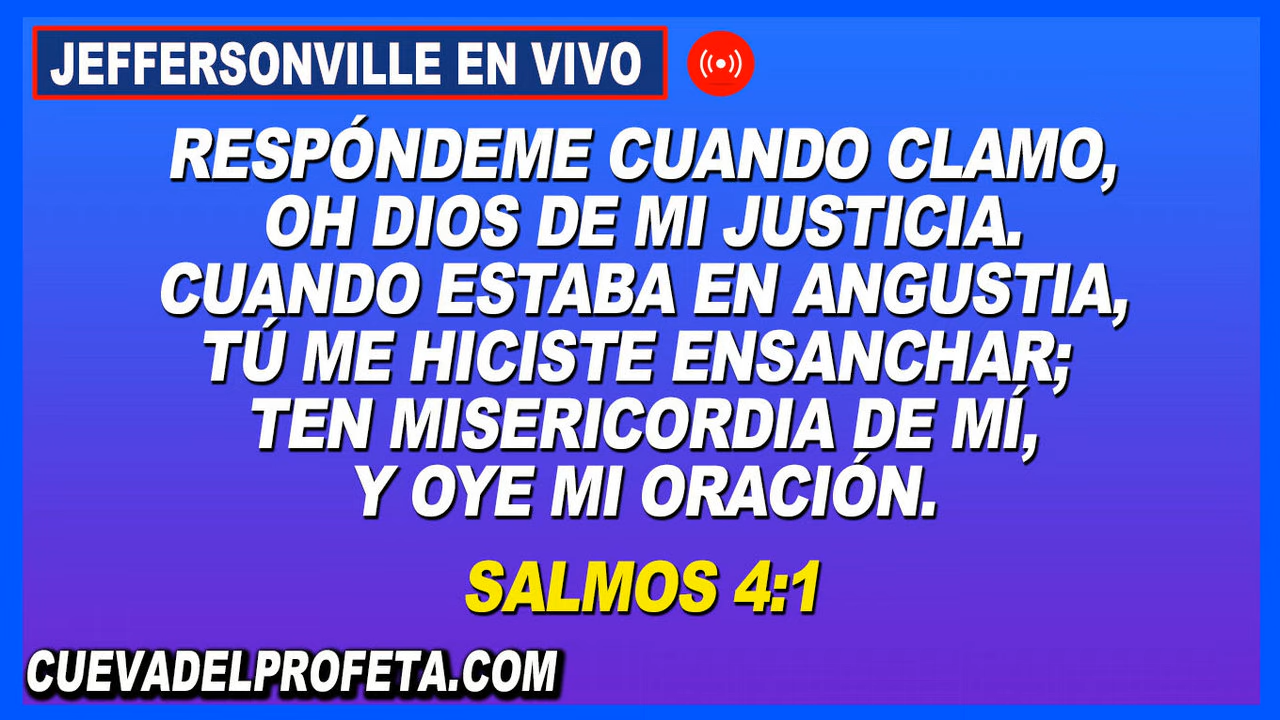 JEFFERSONVILLE EN VIVO
RESPÓNDEME CUANDO CLAMO,
OH DIOS DE MI JUSTICIA.
CUANDO ESTABA EN ANGUSTIA,
TÚ ME HICISTE ENSANCHAR;
TEN MISERICORDIA DE MÍ,
Y OYE MI ORACIÓN.
SALMOS 4:1
CUEVADELPROFETA.COM